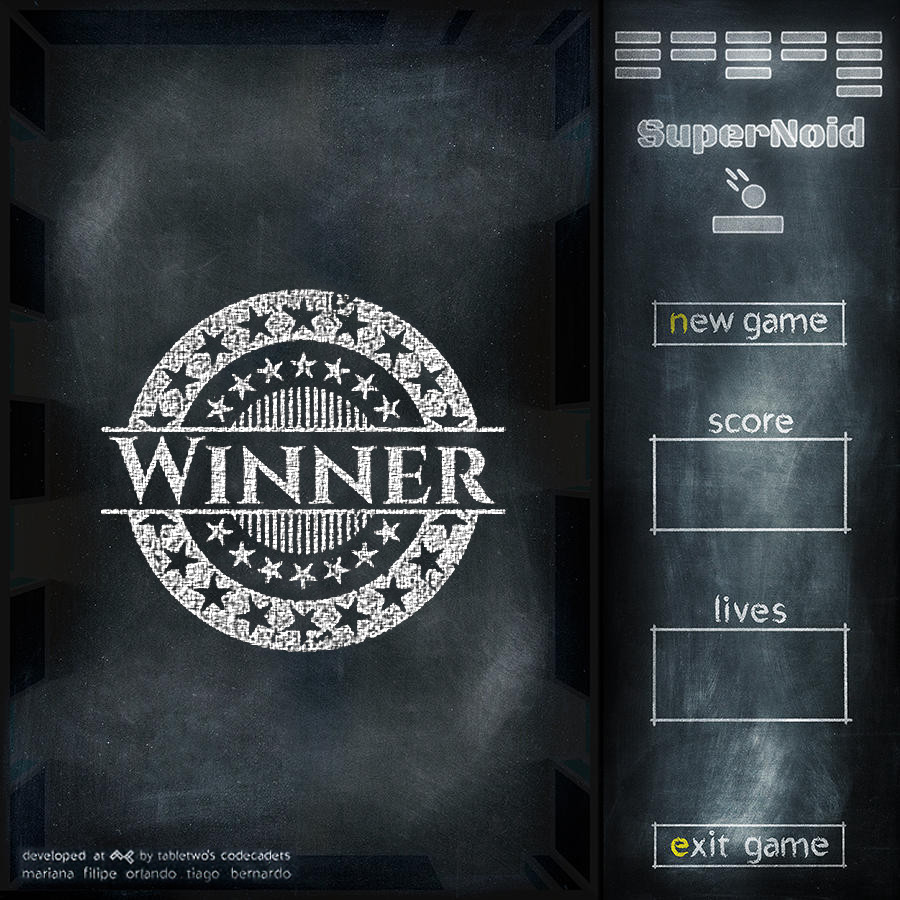 SuperNoid
new game
score
lives
exit game
WINNER
developed at by tabletwo's codecadets
mariana filipe orlando tiago bernardo